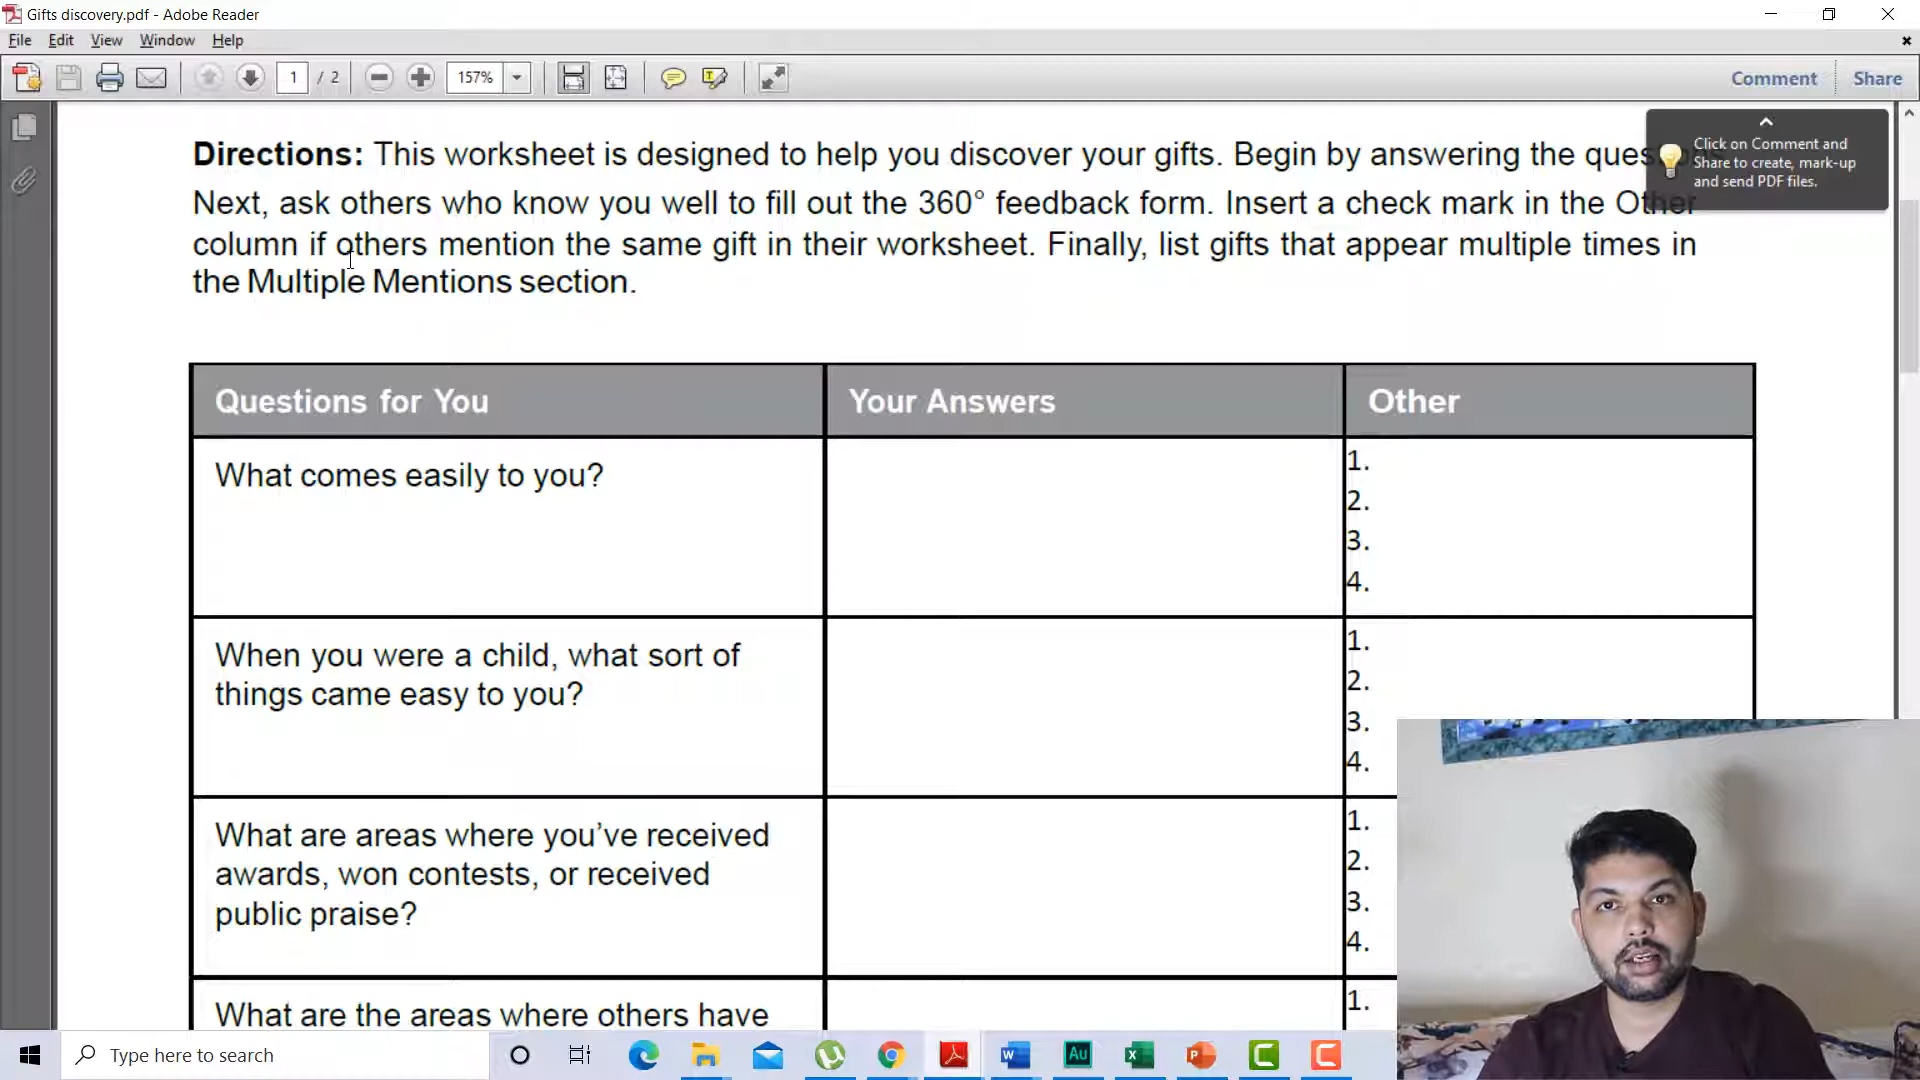 Gifts discovery.pdf - Adobe Reader
File Edit View Window Help
1 / 2 157% Comment Share
Click on Comment and
Share to create, mark-up
and send PDF files.
Directions: This worksheet is designed to help you discover your gifts. Begin by answering the
Next, ask others who know you well to fill out the 360° feedback form. Insert a check mark in the Other
column if others mention the same gift in their worksheet. Finally, list gifts that appear multiple times in
the Multiple Mentions section.
Questions for You Your Answers Other
What comes easily to you?
1.
2.
3.
4.
When you were a child, what sort of
things came easy to you?
1.
2.
3.
4.
What are areas where you've received
awards, won contests, or received
public praise?
1.
2.
3.
4.
What are the areas where others have
1.
Type here to search
Au